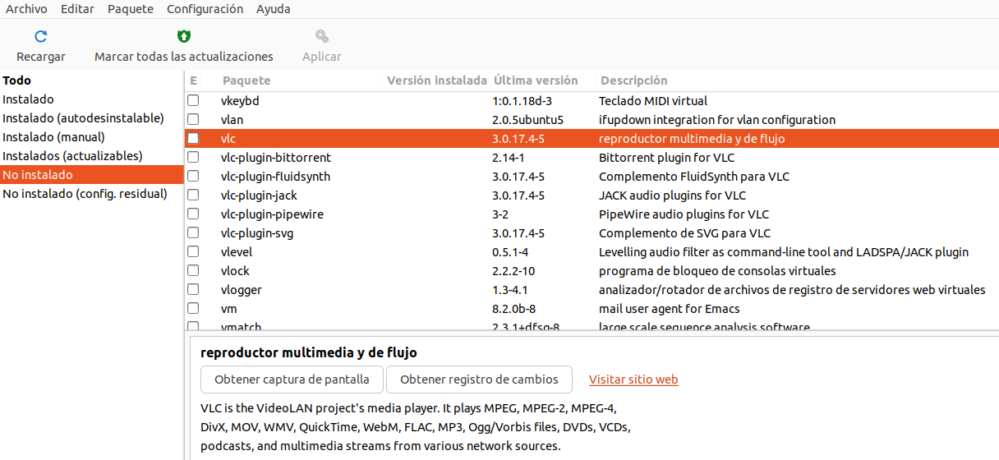 Archivo Editar Paquete Configuración Ayuda
Recargar Marcar todas las actualizaciones Aplicar
Todo
Instalado
Instalado (autodesinstalable)
Instalado (manual)
Instalados (actualizables)
No instalado
No instalado (config. residual)
E Paquete Versión instalada Última versión Descripción
vkeybd 1:0.1.18d-3 Teclado MIDI virtual
vlan 2.0.5ubuntu5 ifupdown integration for vlan configuration
vlc 3.0.17.4-5 reproductor multimedia y de flujo
vlc-plugin-bittorrent 2.14-1 Bittorrent plugin for VLC
vlc-plugin-fluidsynth 3.0.17.4-5 Complemento FluidSynth para VLC
vlc-plugin-jack 3.0.17.4-5 JACK audio plugins for VLC
vlc-plugin-pipewire 3-2 PipeWire audio plugins for VLC
vlc-plugin-svg 3.0.17.4-5 Complemento de SVG para VLC
vlevel 0.5.1-4 Levelling audio filter as command-line tool and LADSPA/JACK plugin
vlock 2.2.2-10 programa de bloqueo de consolas virtuales
vlogger 1.3-4.1 analizador/rotador de archivos de registro de servidores web virtuales
vm 8.2.0b-8 mail user agent for Emacs
vmatch 2.3.1+dfsg-8 large scale sequence analysis software
reproductor multimedia y de flujo
Obtener captura de pantalla Obtener registro de cambios Visitar sitio web
VLC is the VideoLAN project's media player. It plays MPEG, MPEG-2, MPEG-4,
DivX, MOV, WMV, QuickTime, WebM, FLAC, MP3, Ogg/Vorbis files, DVDs, VCDs,
podcasts, and multimedia streams from various network sources.